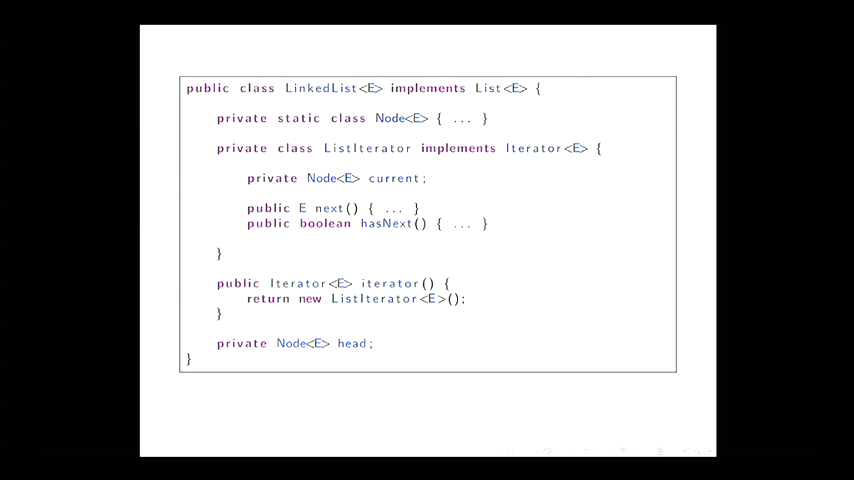 public class LinkedList<E> implements List<E> {
private static class Node<E> { ... }
private class ListIterator implements Iterator<E> {
private Node<E> current;
public E next() { ... }
public boolean hasNext() { ... }
}
public Iterator<E> iterator() {
return new ListIterator<E>();
}
private Node<E> head;
}